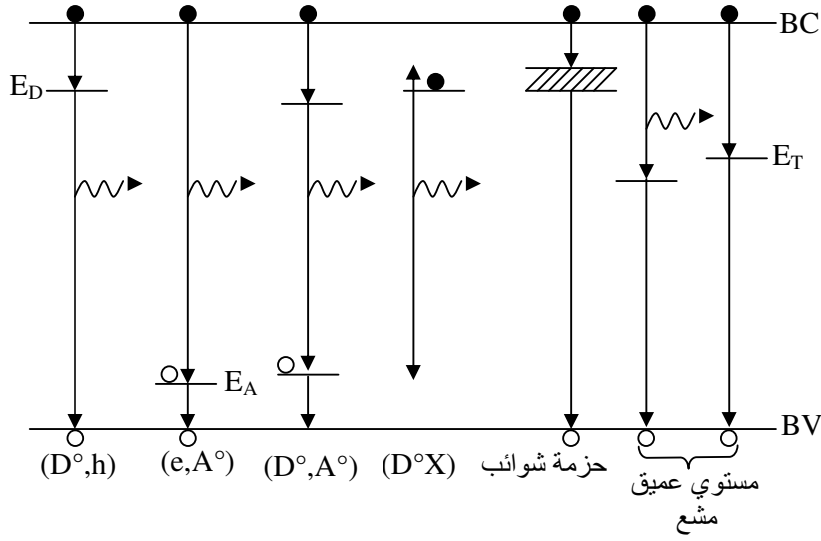 BC
E_D
E_T
E_A
BV
(D°,h) (e,A°) (D°,A°) (D°X) حزمة شوائب مستوي عميق
مشع